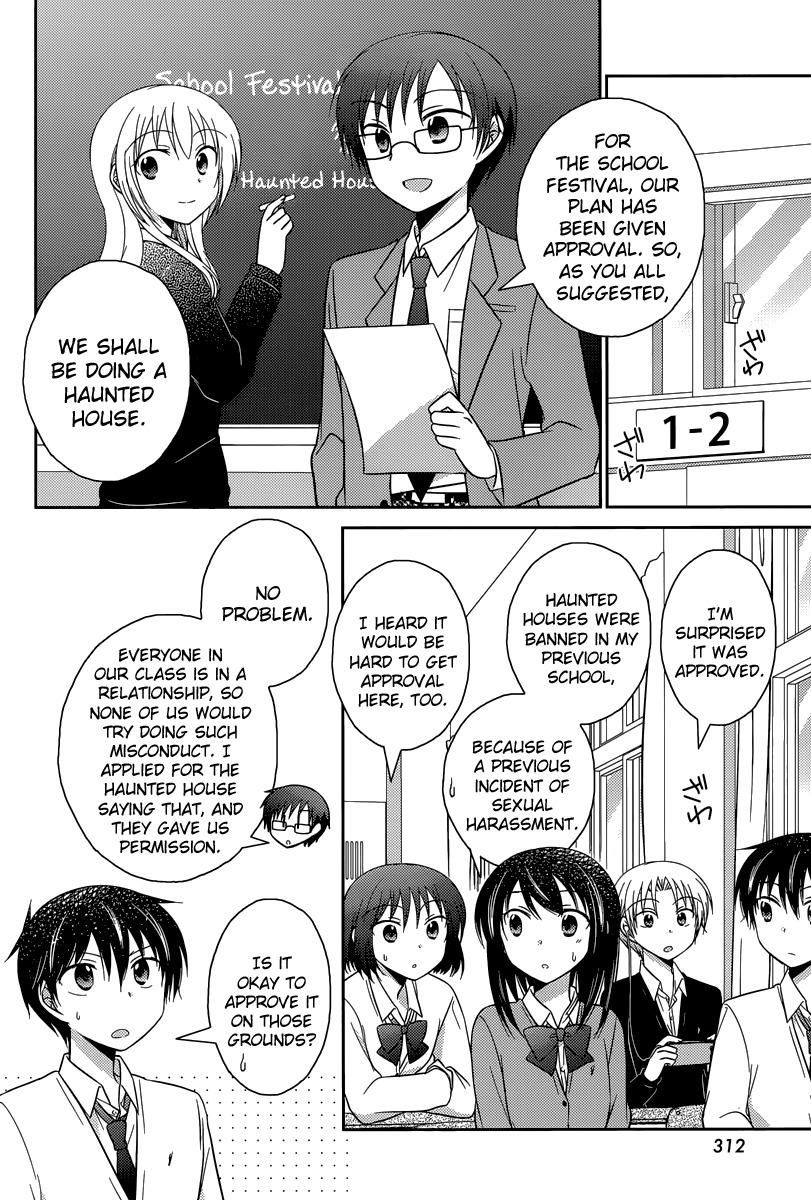 FOR
THE SCHOOL
FESTIVAL, OUR
PLAN HAS
BEEN GIVEN
APPROVAL. SO,
AS YOU ALL
SUGGESTED,
ざわ
ざわ
1-2
School Festival
Haunted Hous
WE SHALL
BE DOING A
HAUNTED
HOUSE.
I'M
SURPRISED
IT WAS
APPROVED.
HAUNTED
HOUSES WERE
BANNED IN MY
PREVIOUS
SCHOOL,
BECAUSE OF
A PREVIOUS
INCIDENT OF
SEXUAL
HARASSMENT.
I HEARD IT
WOULD BE
HARD TO GET
APPROVAL
HERE, TOO.
NO
PROBLEM.
EVERYONE IN
OUR CLASS IS IN A
RELATIONSHIP, SO
NONE OF US WOULD
TRY DOING SUCH
MISCONDUCT. I
APPLIED FOR THE
HAUNTED HOUSE
SAYING THAT, AND
THEY GAVE US
PERMISSION.
IS IT
OKAY TO
APPROVE IT
ON THOSE
GROUNDS?
312